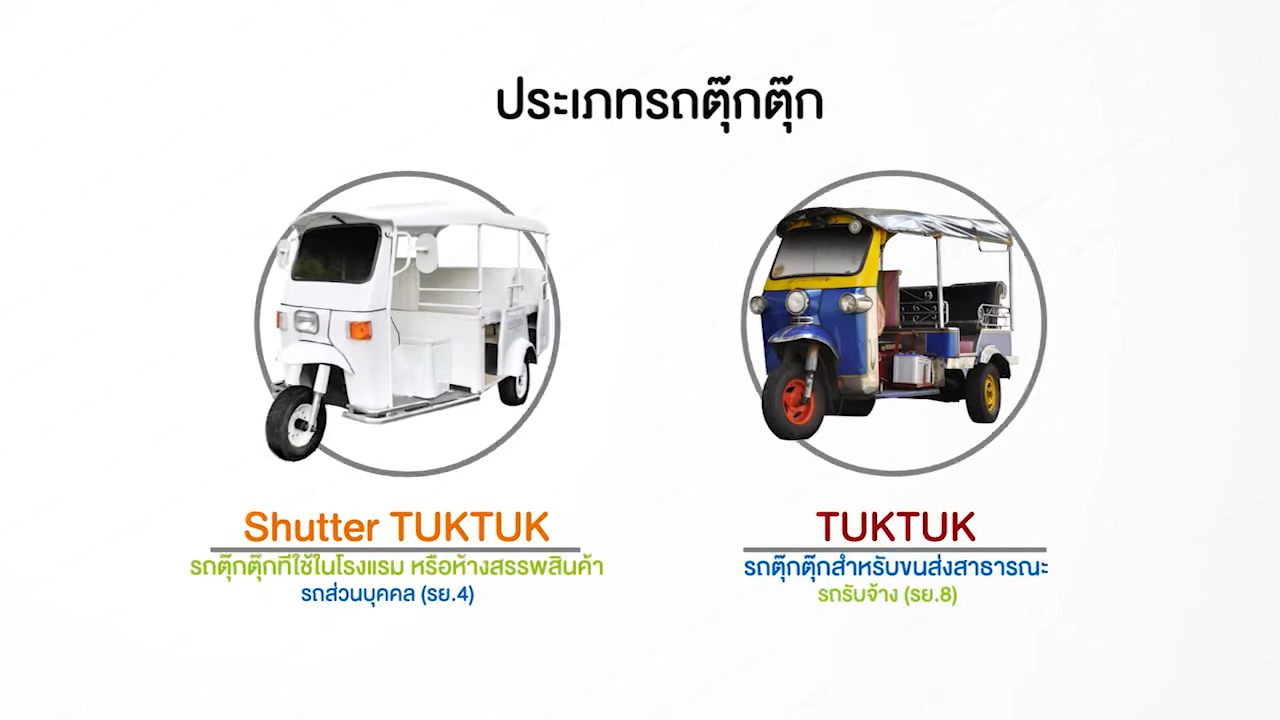 ประเภทรถตุ๊กตุ๊ก
Shutter TUKTUK
รถตุ๊กตุ๊กที่ใช้ในโรงแรม หรือห้างสรรพสินค้า
รถส่วนบุคคล (รย.4)
TUKTUK
รถตุ๊กตุ๊กสำหรับขนส่งสาธารณะ
รถรับจ้าง (รย.8)